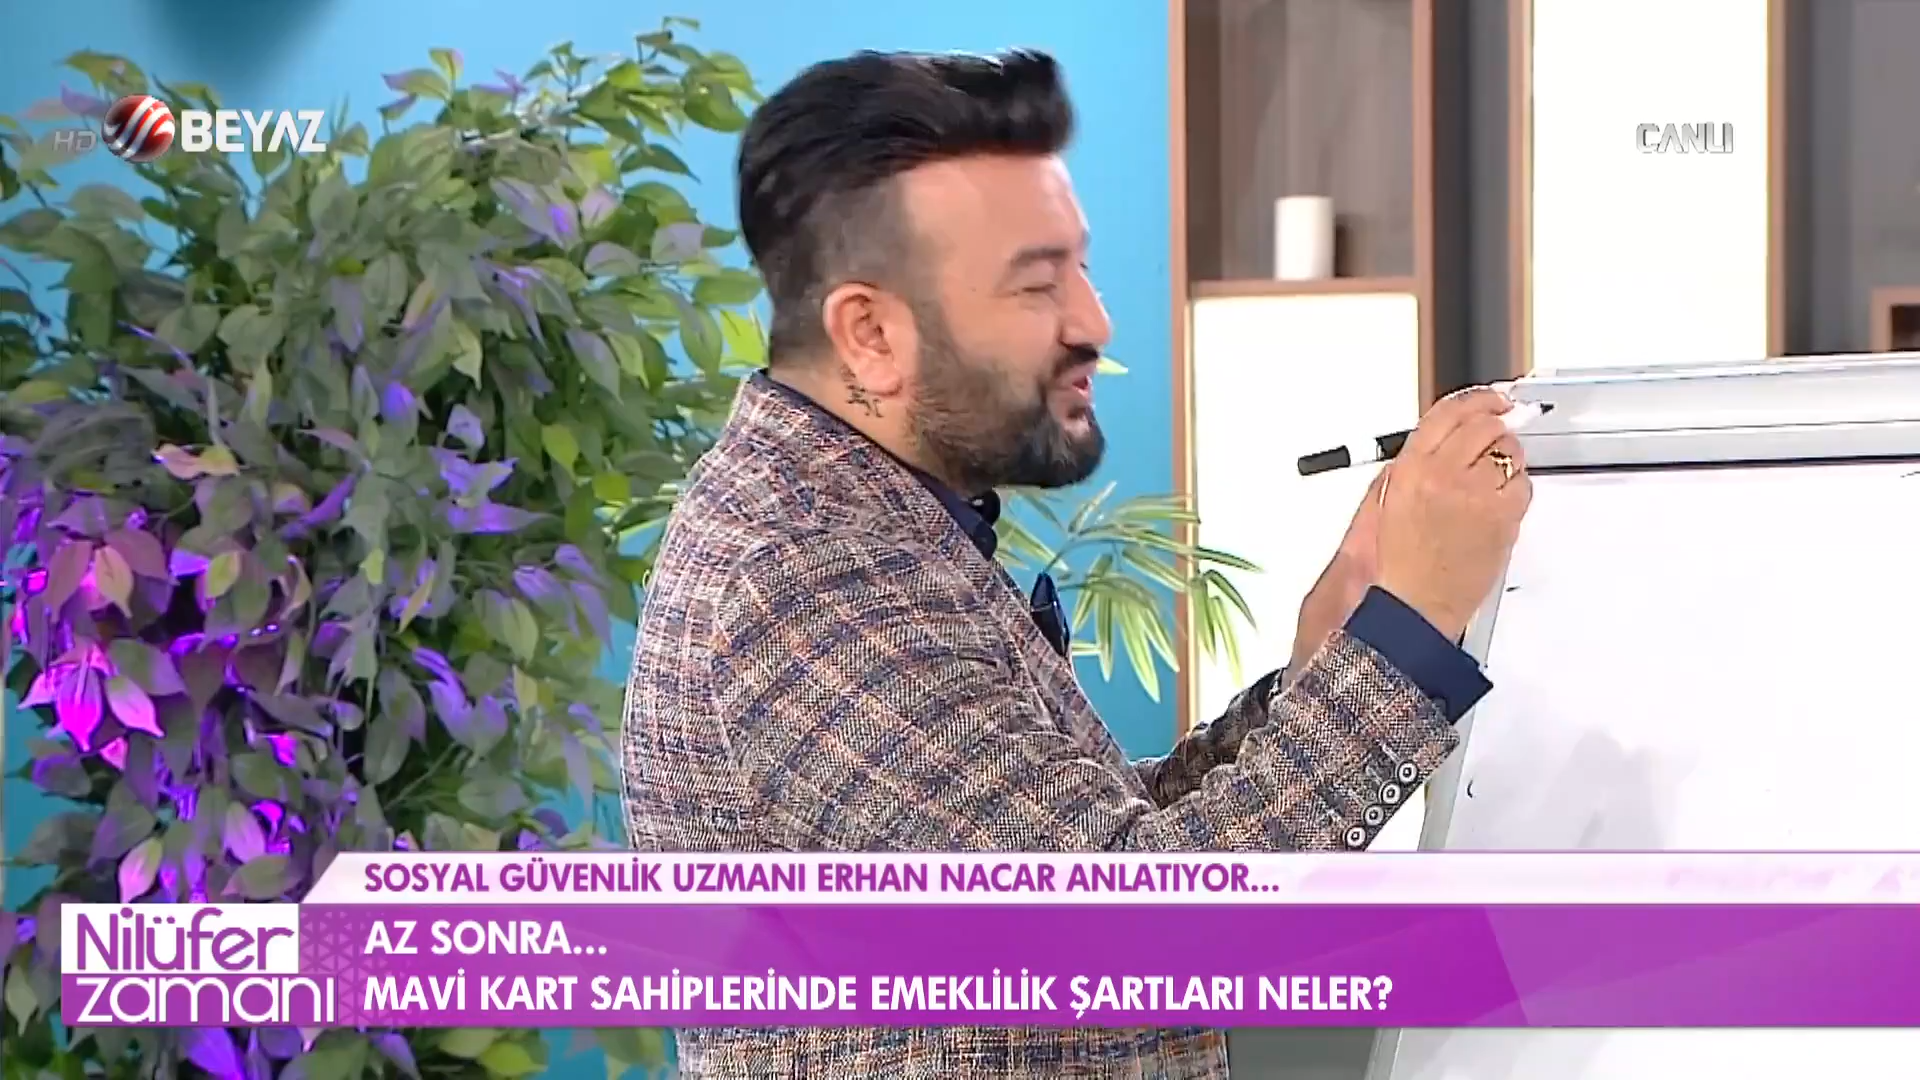 HD BEYAZ
CANLI
SOSYAL GÜVENLİK UZMANI ERHAN NACAR ANLATIYOR...
Nilüfer
zamanı
AZ SONRA...
MAVİ KART SAHİPLERİNDE EMEKLİLİK ŞARTLARI NELER?